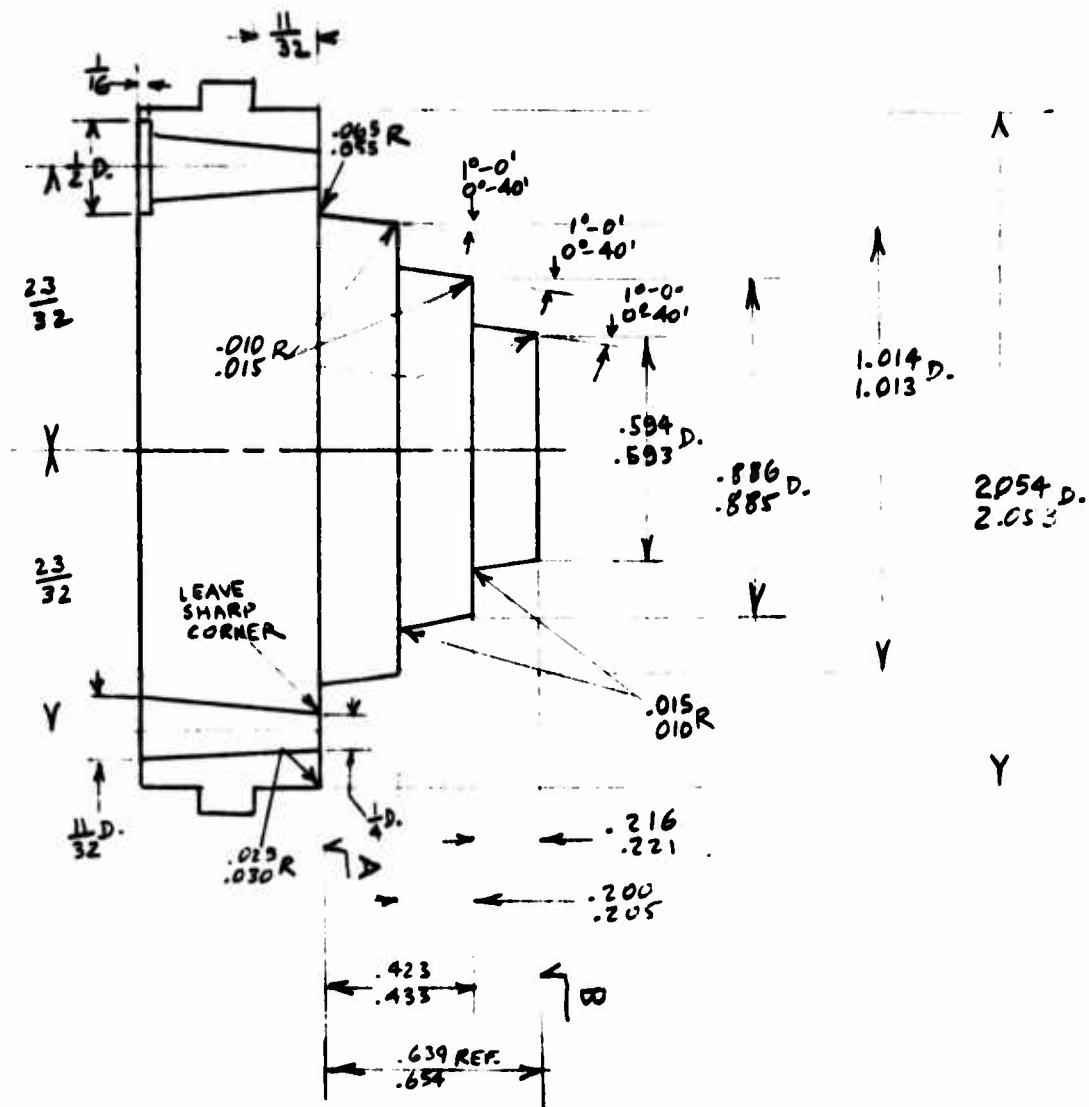 11
32
1
16
.065 R
.055
1
2 D.
1°-0'
0°-40'
1°-0'
0°-40'
1°-0'
0°-40'
23
32
.010 R
.015
1.014 D.
1.013
.594 D.
.593
.886 D.
.885
2.054 D.
2.053
23
32
LEAVE
SHARP
CORNER
.015
.010 R
11 D.
32
1 D.
4
.216
.221
.030 R
A
.200
.205
.423
.433
B
.639 REF.
.654